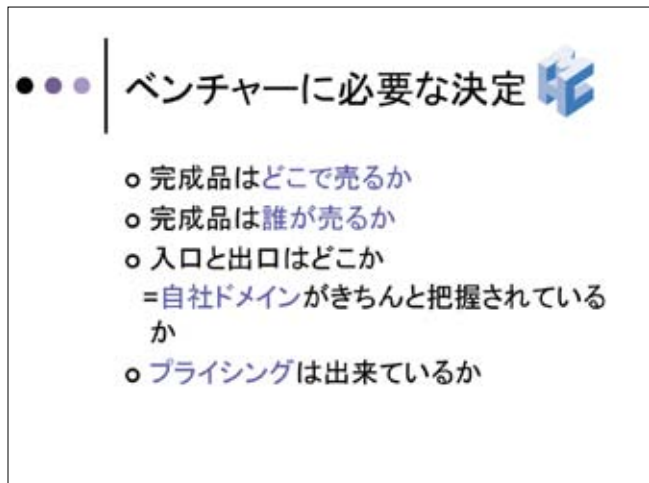 ベンチャーに必要な決定
完成品はどこで売るか
完成品は誰が売るか
入口と出口はどこか
=自社ドメインがきちんと把握されている
か
プライシングは出来ているか